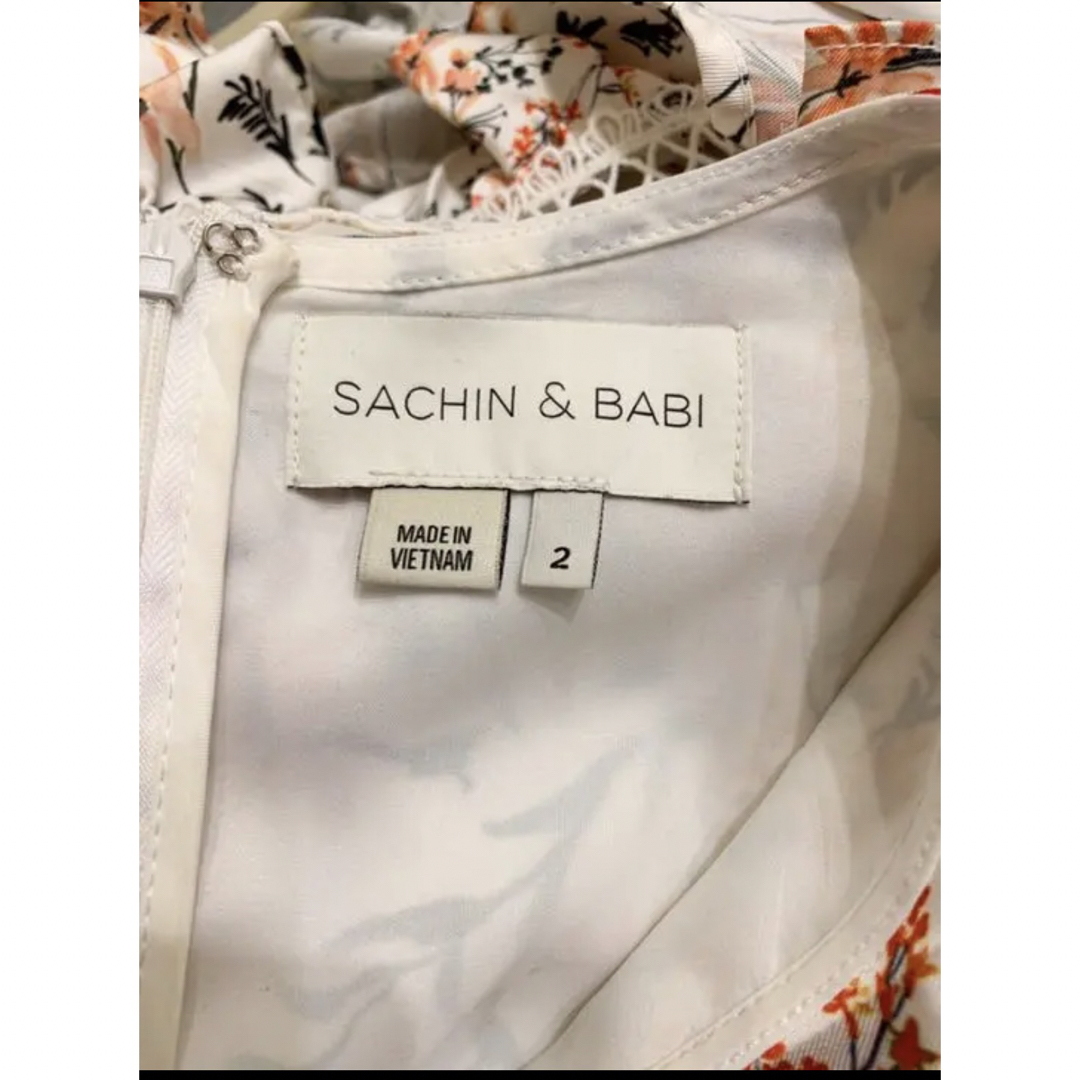 SACHIN & BABI
MADE IN
VIETNAM
2